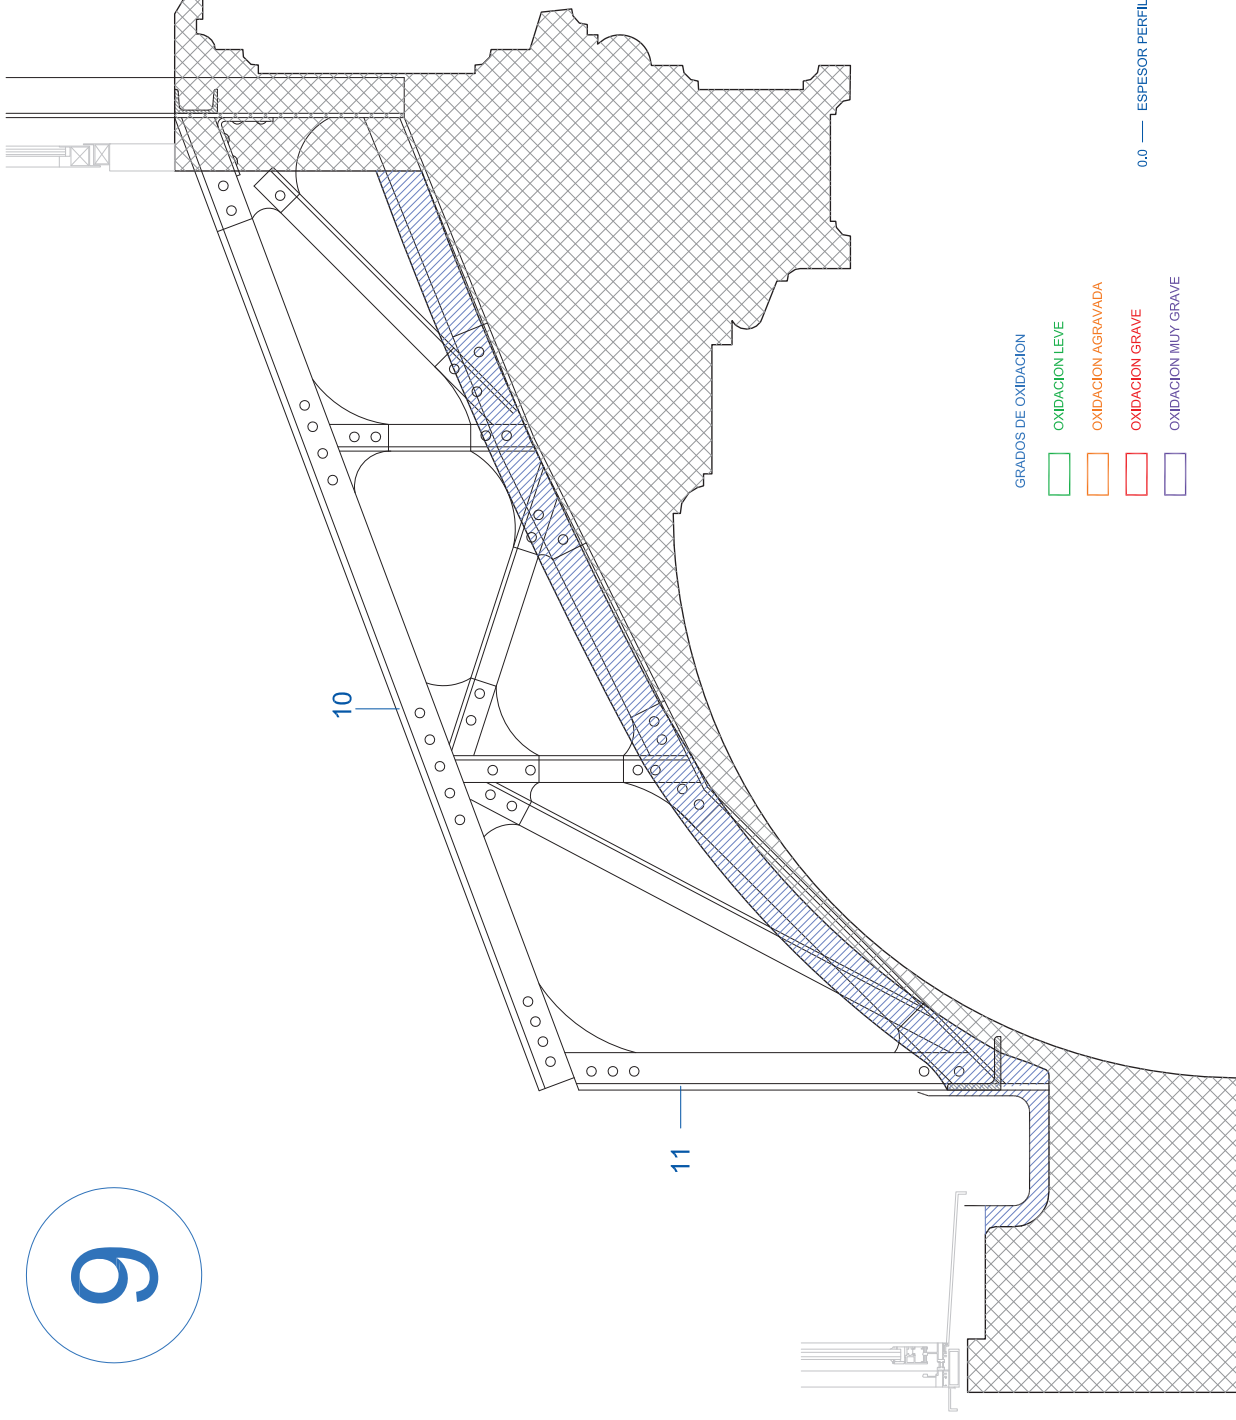 9
10
11
GRADOS DE OXIDACION
OXIDACION LEVE
OXIDACION AGRAVADA
OXIDACION GRAVE
OXIDACION MUY GRAVE
0.0 — ESPESOR PERFIL